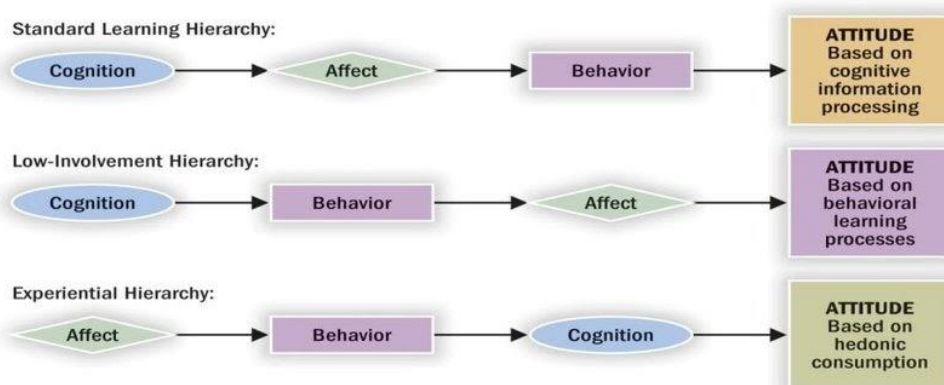 Standard Learning Hierarchy:
Cognition
Affect
Behavior
ATTITUDE
Based on
cognitive
information
processing
Low-Involvement Hierarchy:
Cognition
Behavior
Affect
ATTITUDE
Based on
behavioral
learning
processes
Experiential Hierarchy:
Affect
Behavior
Cognition
ATTITUDE
Based on
hedonic
consumption